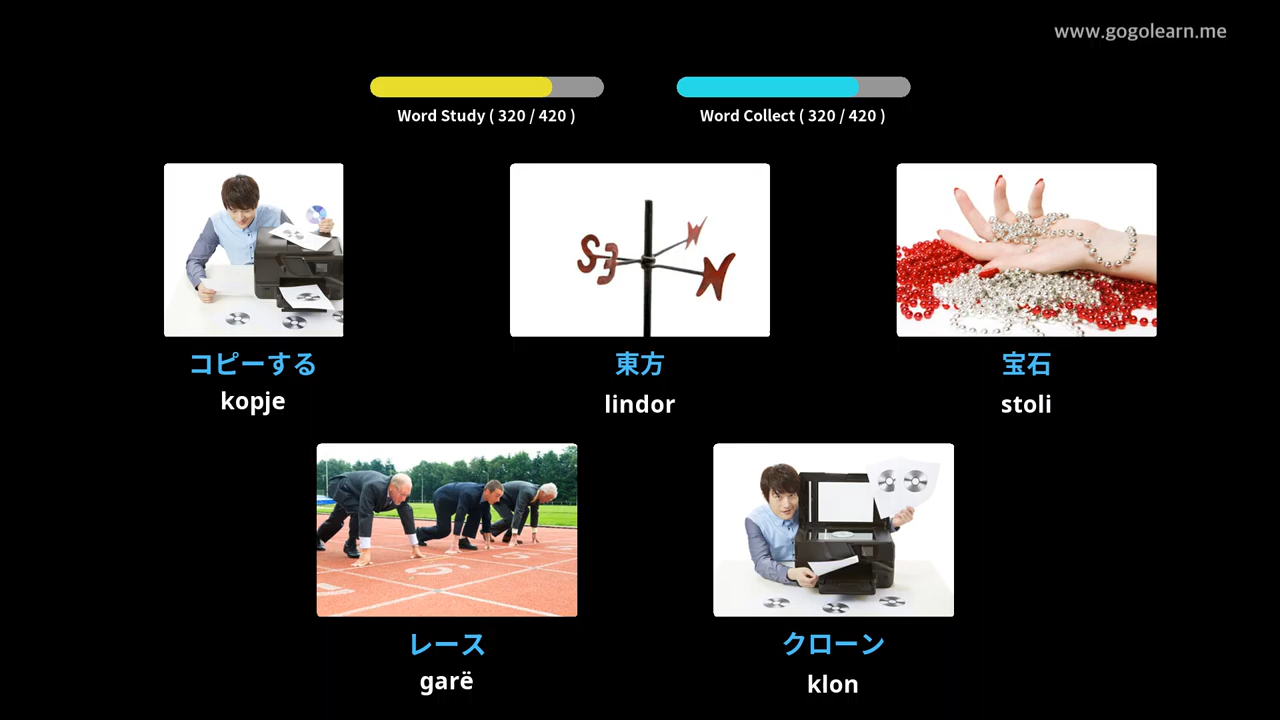 www.gogolearn.me
Word Study ( 320 / 420 )
Word Collect ( 320 / 420 )
コピーする
kopje
東方
lindor
宝石
stoli
レース
garë
クローン
klon